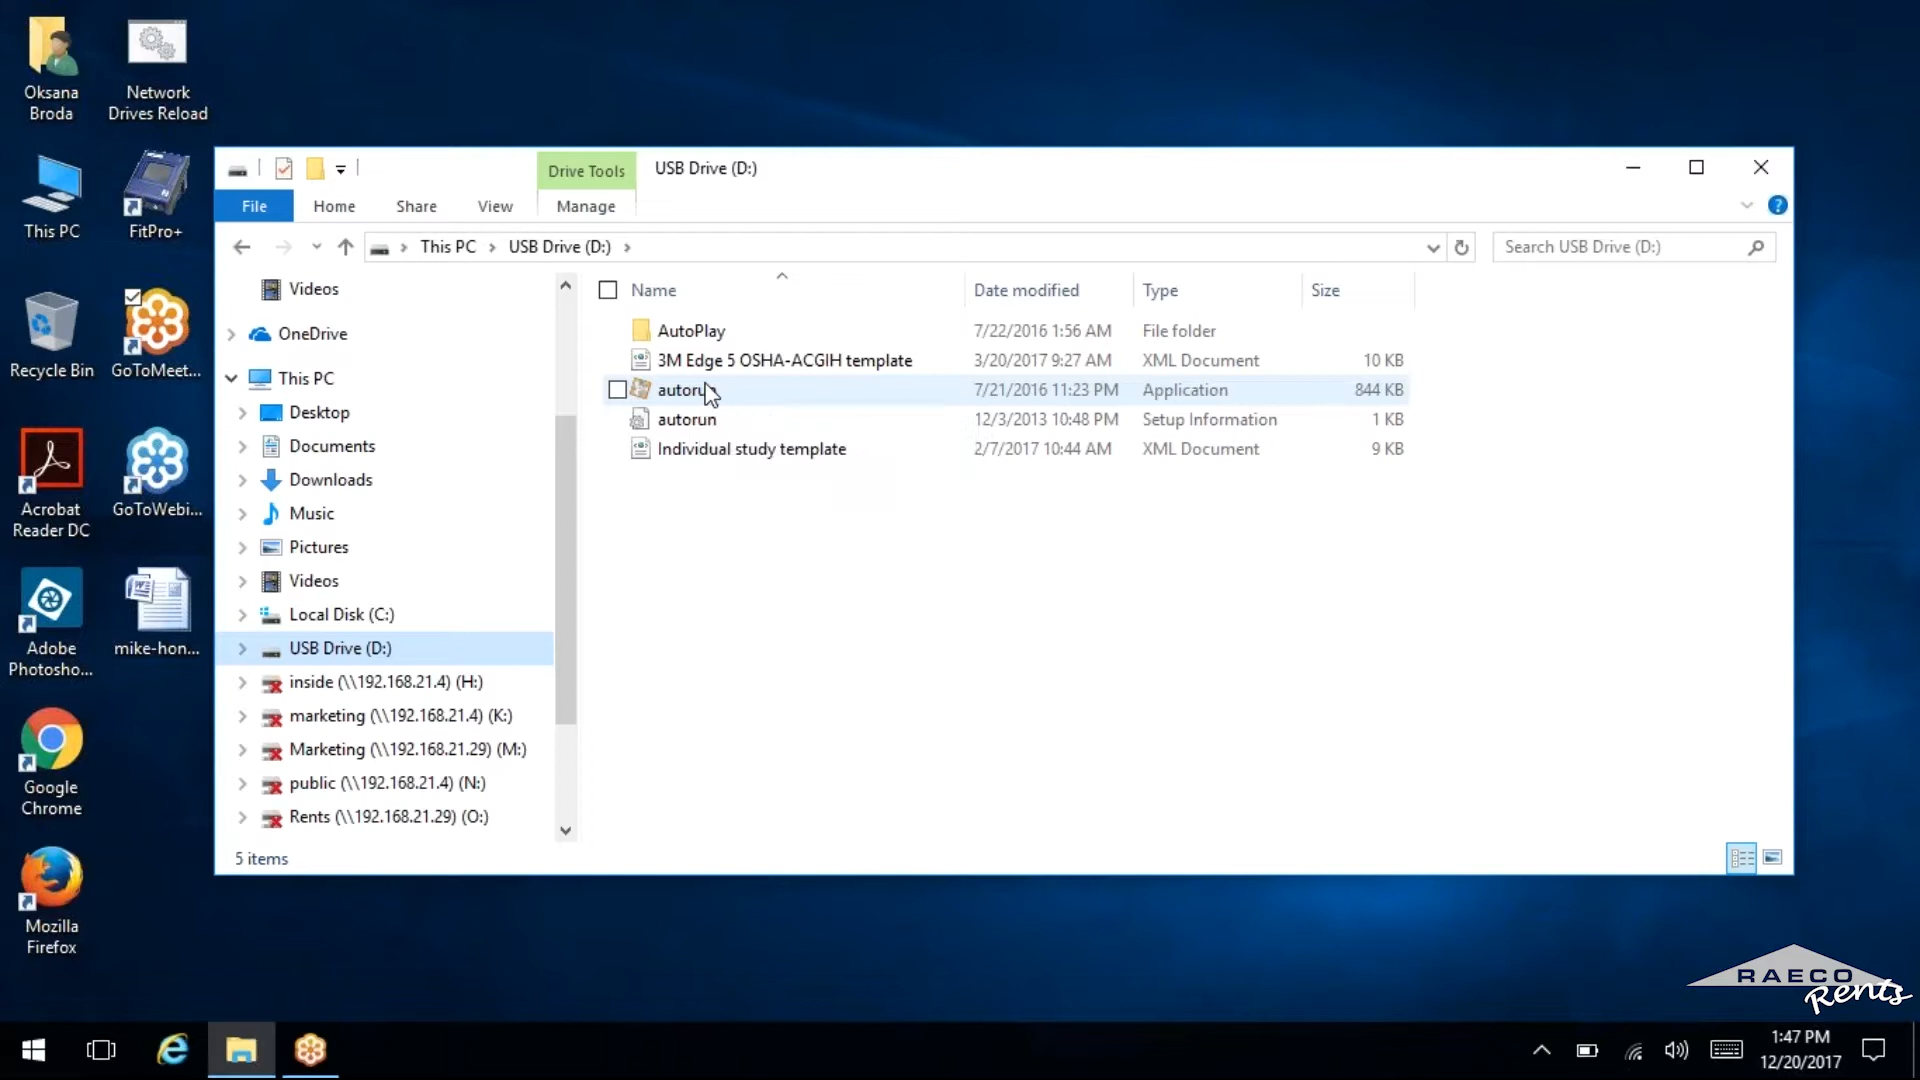 Oksana
Broda
Network
Drives Reload
This PC
FitPro+
Recycle Bin
GoToMeet...
Acrobat
Reader DC
GoToWebi...
Adobe
Photosho...
mike-hon...
Google
Chrome
Mozilla
Firefox
Drive Tools
USB Drive (D:)
File
Home
Share
View
Manage
This PC
USB Drive (D:)
Search USB Drive (D:)
Videos
OneDrive
This PC
Desktop
Documents
Downloads
Music
Pictures
Videos
Local Disk (C:)
USB Drive (D:)
inside (\\192.168.21.4) (H:)
marketing (\\192.168.21.4) (K:)
Marketing (\\192.168.21.29) (M:)
public (\\192.168.21.4) (N:)
Rents (\\192.168.21.29) (O:)
Name Date modified Type Size
AutoPlay 7/22/2016 1:56 AM File folder
3M Edge 5 OSHA-ACGIH template 3/20/2017 9:27 AM XML Document 10 KB
autorun 7/21/2016 11:23 PM Application 844 KB
autorun 12/3/2013 10:48 PM Setup Information 1 KB
Individual study template 2/7/2017 10:44 AM XML Document 9 KB
5 items
RAECO
Rents
1:47 PM
12/20/2017